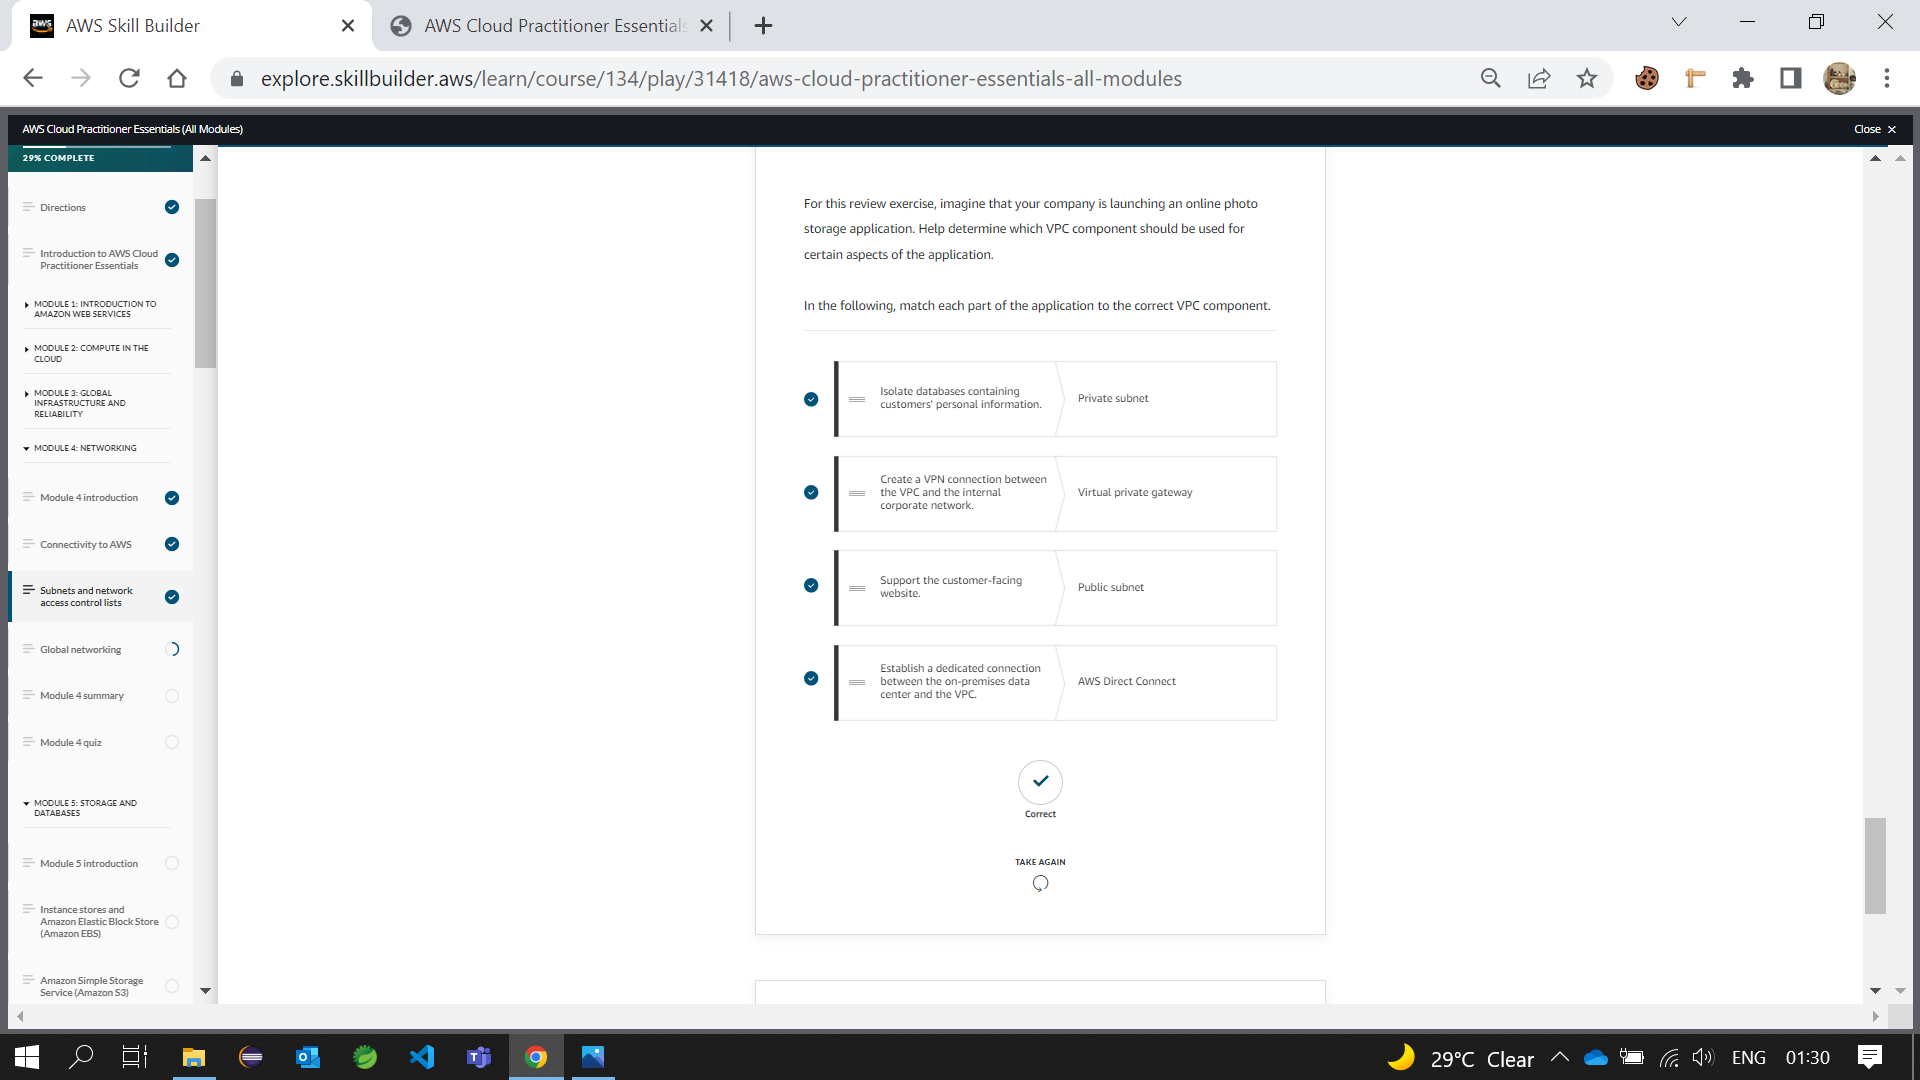 AWS Skill Builder
AWS Cloud Practitioner Essentials
explore.skillbuilder.aws/learn/course/134/play/31418/aws-cloud-practitioner-essentials-all-modules
AWS Cloud Practitioner Essentials (All Modules)
Close ×
29% COMPLETE
Directions
Introduction to AWS Cloud
Practitioner Essentials
MODULE 1: INTRODUCTION TO
AMAZON WEB SERVICES
MODULE 2: COMPUTE IN THE
CLOUD
MODULE 3: GLOBAL
INFRASTRUCTURE AND
RELIABILITY
MODULE 4: NETWORKING
Module 4 introduction
Connectivity to AWS
Subnets and network
access control lists
Global networking
Module 4 summary
Module 4 quiz
MODULE 5: STORAGE AND
DATABASES
Module 5 introduction
Instance stores and
Amazon Elastic Block Store
(Amazon EBS)
Amazon Simple Storage
Service (Amazon S3)
For this review exercise, imagine that your company is launching an online photo
storage application. Help determine which VPC component should be used for
certain aspects of the application.
In the following, match each part of the application to the correct VPC component.
Isolate databases containing
customers' personal information.
Private subnet
Create a VPN connection between
the VPC and the internal
corporate network.
Virtual private gateway
Support the customer-facing
website.
Public subnet
Establish a dedicated connection
between the on-premises data
center and the VPC.
AWS Direct Connect
Correct
TAKE AGAIN
29°C Clear
ENG
01:30